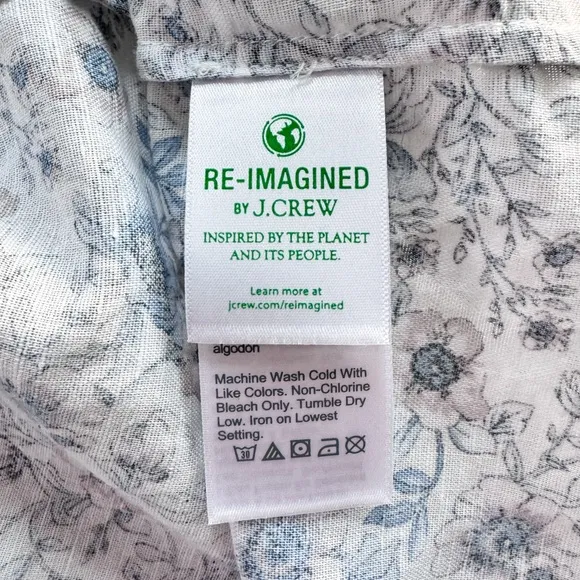 RE-IMAGINED
BY J.CREW
INSPIRED BY THE PLANET
AND ITS PEOPLE.
Learn more at
jcrew.com/reimagined
algodon
Machine Wash Cold With
Like Colors. Non-Chlorine
Bleach Only. Tumble Dry
Low. Iron on Lowest
Setting.
30